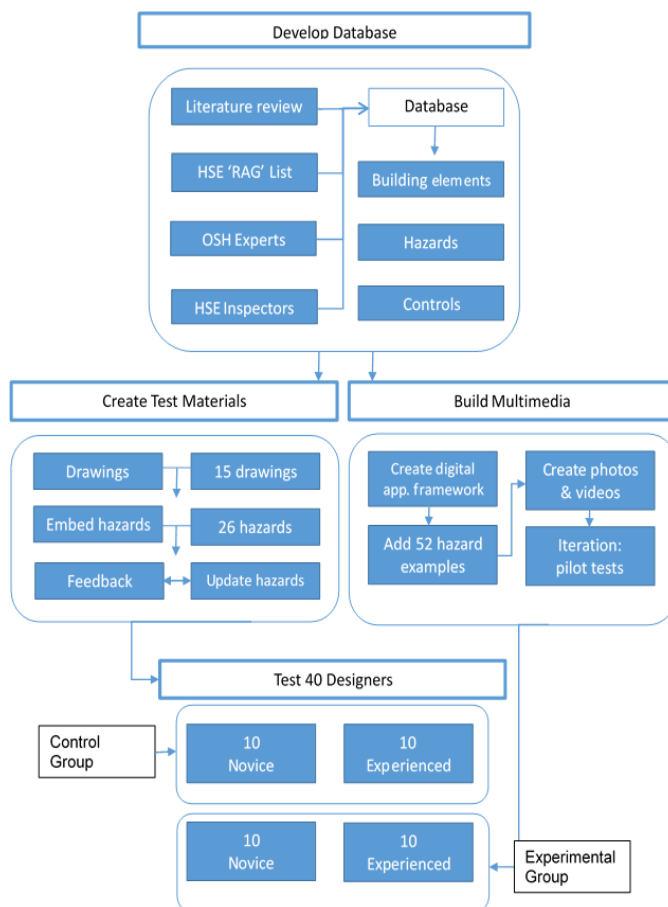 Develop Database
Literature review
HSE 'RAG' List
OSH Experts
HSE Inspectors
Database
Building elements
Hazards
Controls
Create Test Materials
Drawings
15 drawings
Embed hazards
26 hazards
Feedback
Update hazards
Build Multimedia
Create digital
app. framework
Add 52 hazard
examples
Create photos
& videos
Iteration:
pilot tests
Test 40 Designers
Control
Group
10
Novice
10
Experienced
10
Novice
10
Experienced
Experimental
Group